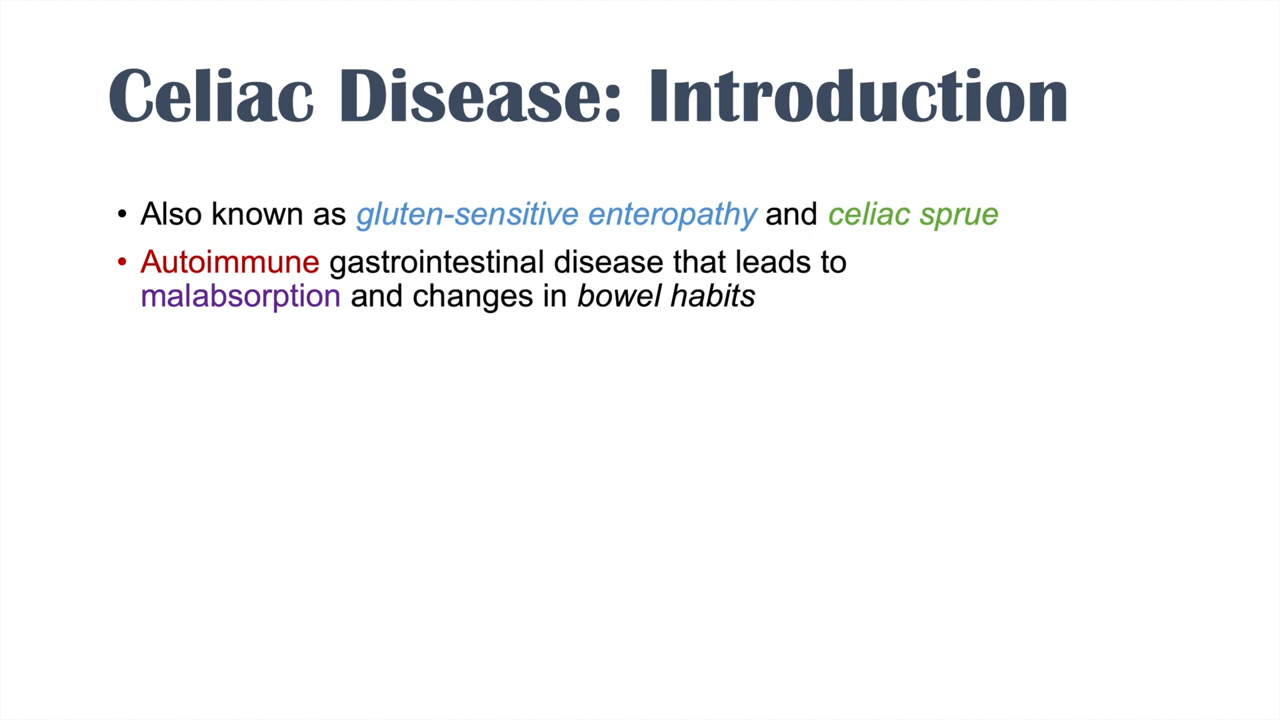 Celiac Disease: Introduction
• Also known as gluten-sensitive enteropathy and celiac sprue
• Autoimmune gastrointestinal disease that leads to
malabsorption and changes in bowel habits